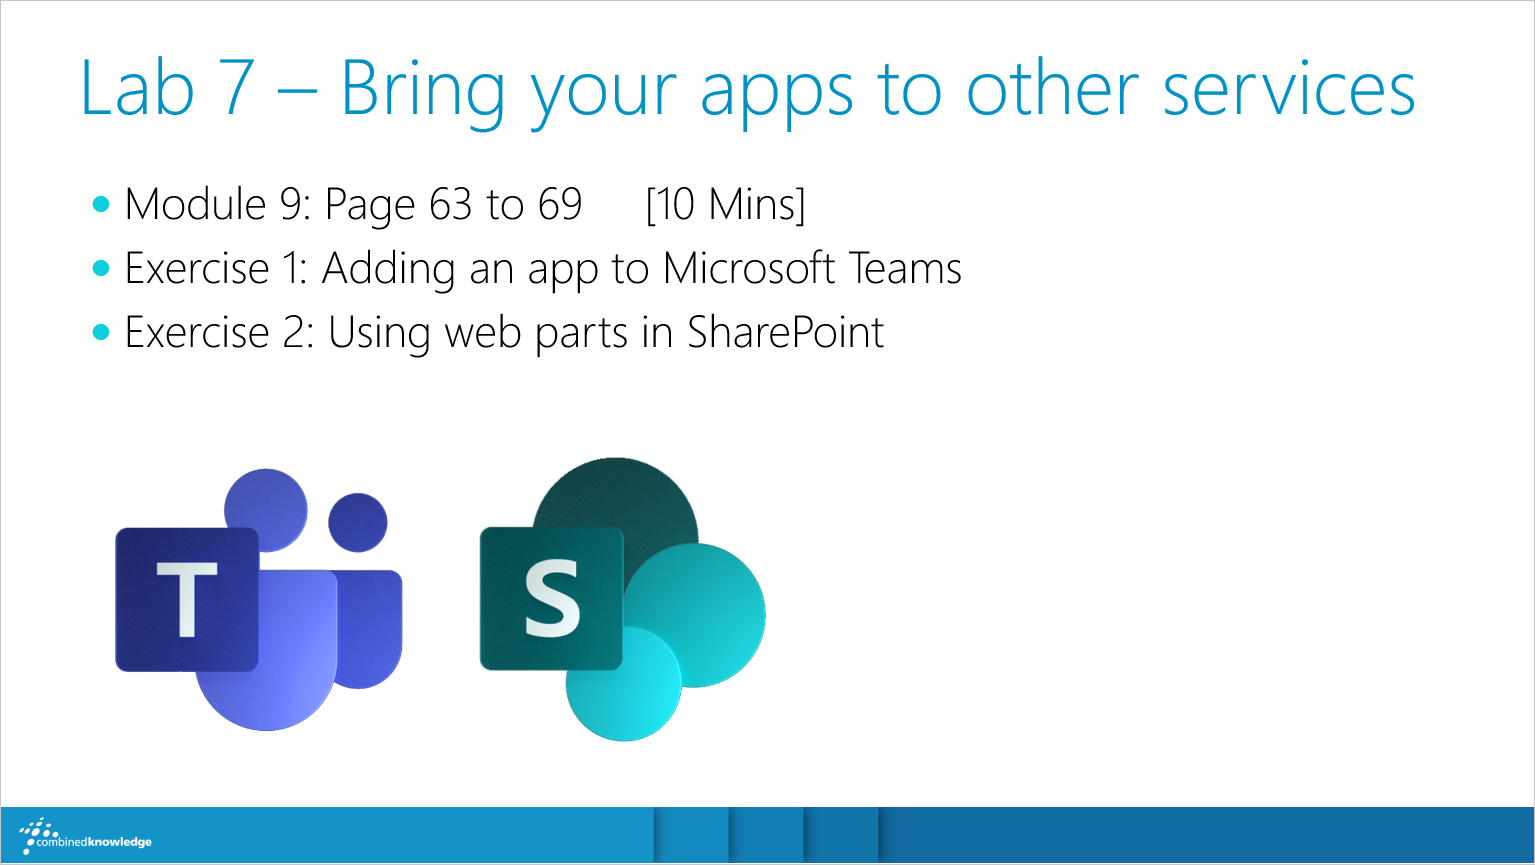 Lab 7 – Bring your apps to other services
Module 9: Page 63 to 69 [10 Mins]
Exercise 1: Adding an app to Microsoft Teams
Exercise 2: Using web parts in SharePoint
T
S
combinedknowledge